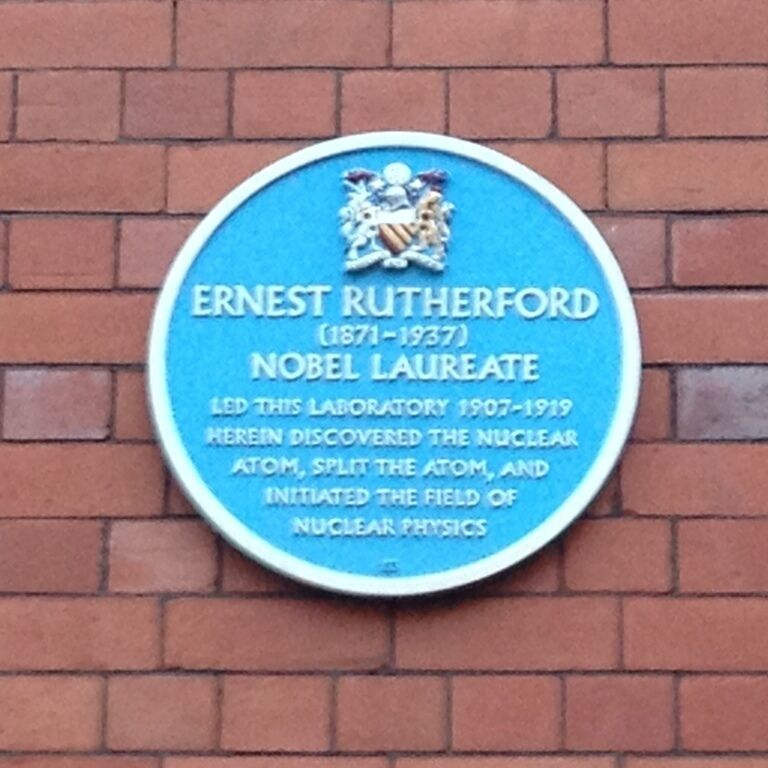 ERNEST RUTHERFORD
(1871-1937)
NOBEL LAUREATE
LED THIS LABORATORY 1907-1919
HEREIN DISCOVERED THE NUCLEAR
ATOM, SPLIT THE ATOM, AND
INITIATED THE FIELD OF
NUCLEAR PHYSICS